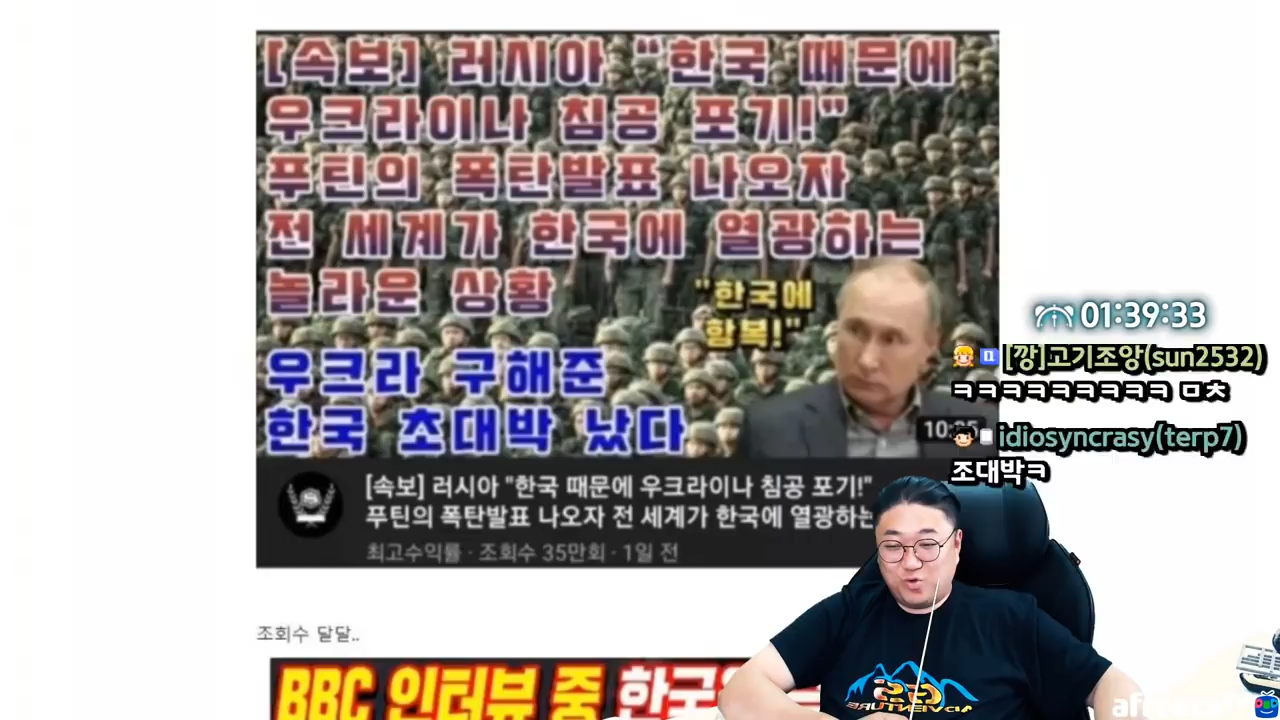 [속보] 러시아 "한국 때문에
우크라이나 침공 포기!"
푸틴의 폭탄발표 나오자
전 세계가 한국에 열광하는
놀라운 상황
"한국에
항복!"
우크라 구해준
한국 초대박 났다
[속보] 러시아 "한국 때문에 우크라이나 침공 포기!"
푸틴의 폭탄발표 나오자 전 세계가 한국에 열광하는
최고수익률 · 조회수 35만회 · 1일 전
조회수 달달..
BBC 인터뷰 중
01:39:33
[깡]고기조앙(sun2532)
ㅋㅋㅋㅋㅋㅋㅋㅋㅋㅋ ㅁㅊ
idiosyncrasy(terp7)
조대박ㅋ